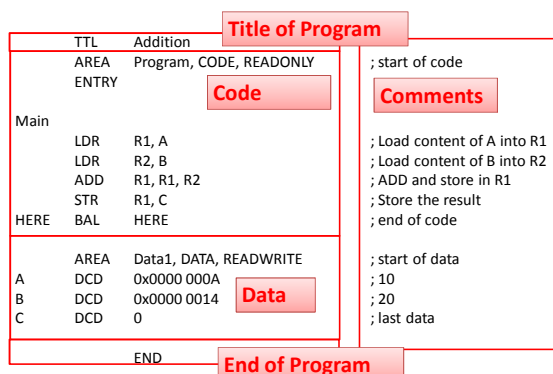 Title of Program
TTL Addition
AREA Program, CODE, READONLY ; start of code
ENTRY
Code Comments
Main
LDR R1, A ; Load content of A into R1
LDR R2, B ; Load content of B into R2
ADD R1, R1, R2 ; ADD and store in R1
STR R1, C ; Store the result
HERE BAL HERE ; end of code
AREA Data1, DATA, READWRITE ; start of data
A DCD 0x0000 000A ; 10
B DCD 0x0000 0014 Data ; 20
C DCD 0 ; last data
END End of Program